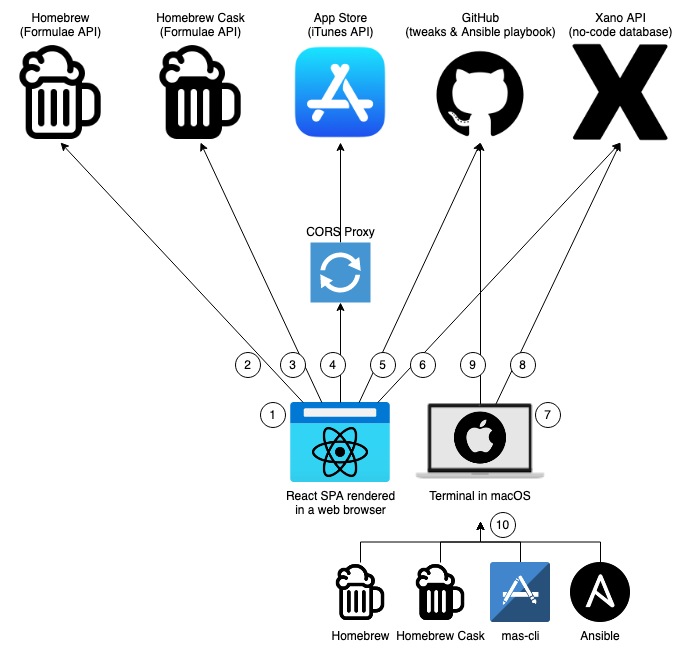 Homebrew
(Formulae API)
Homebrew Cask
(Formulae API)
App Store
(iTunes API)
GitHub
(tweaks & Ansible playbook)
Xano API
(no-code database)
CORS Proxy
2
3
4
5
6
9
8
1
7
React SPA rendered
in a web browser
Terminal in macOS
10
Homebrew
Homebrew Cask
mas-cli
Ansible